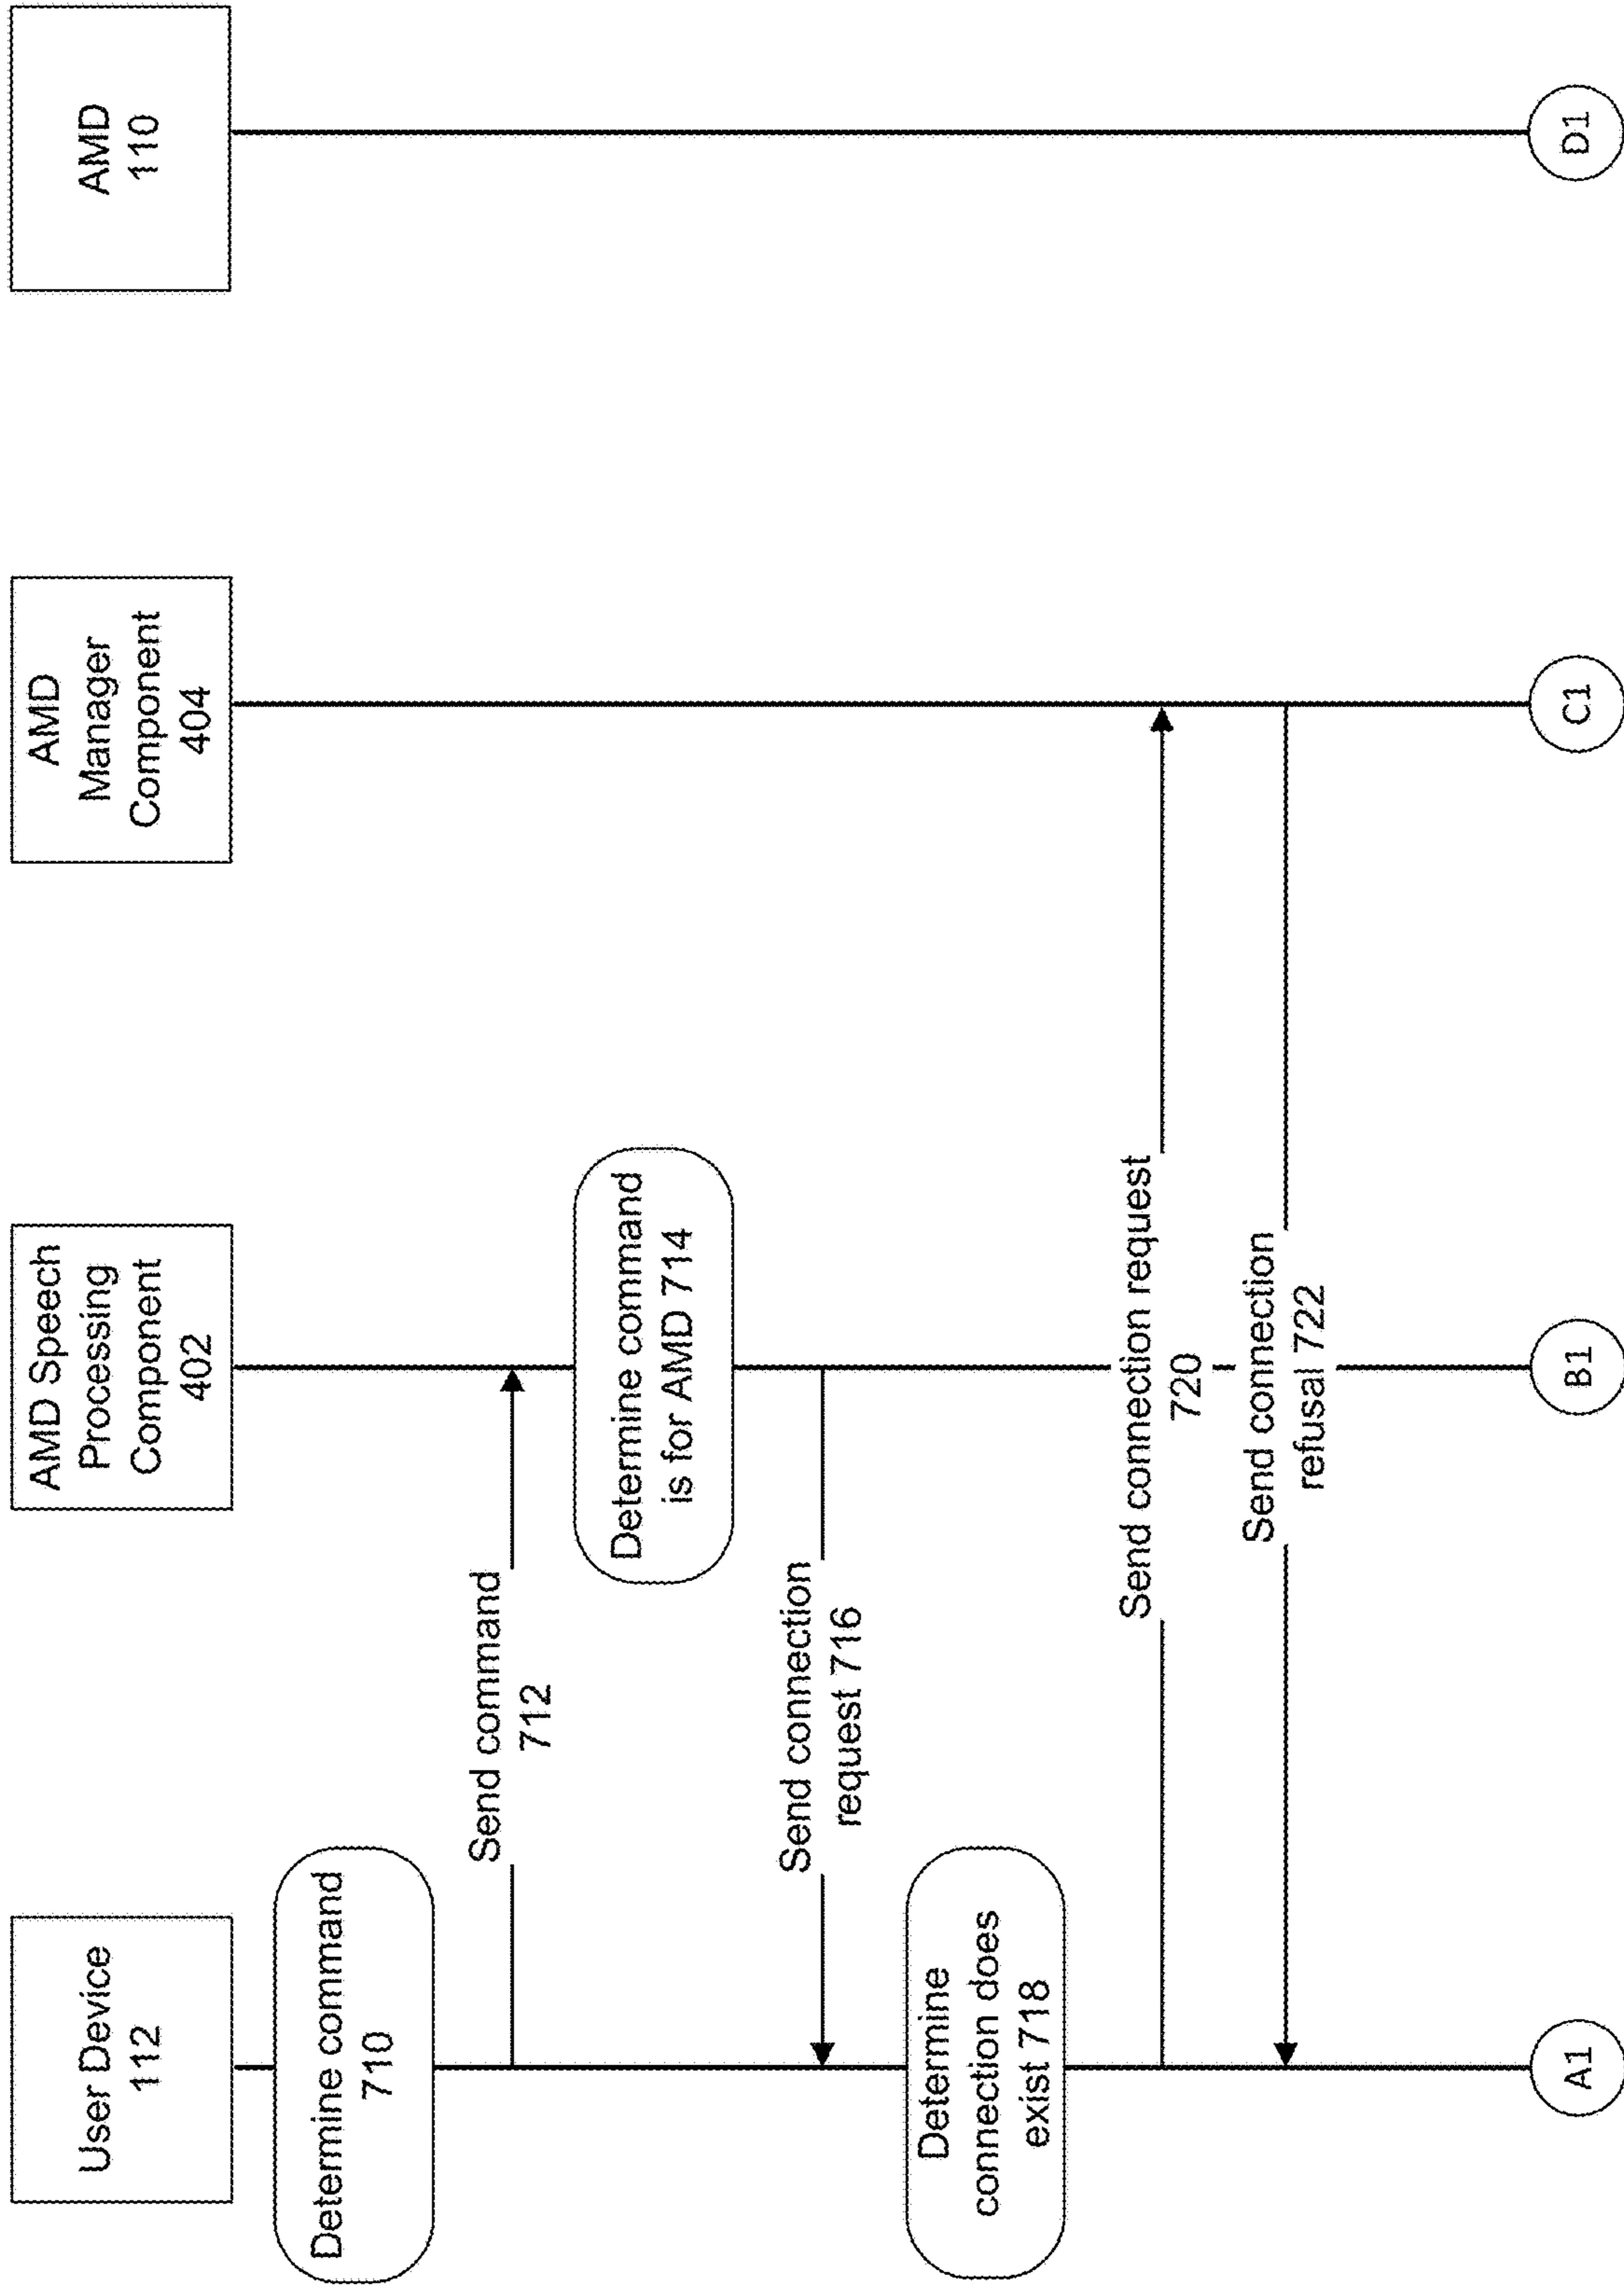 User Device
112
AMD Speech
Processing
Component
402
AMD
Manager
Component
404
AMD
110
Determine command
710
Send command
712
Determine command
is for AMD 714
Send connection
request 716
Determine
connection does
exist 718
Send connection request
720
Send connection
refusal 722
A1
B1
C1
D1